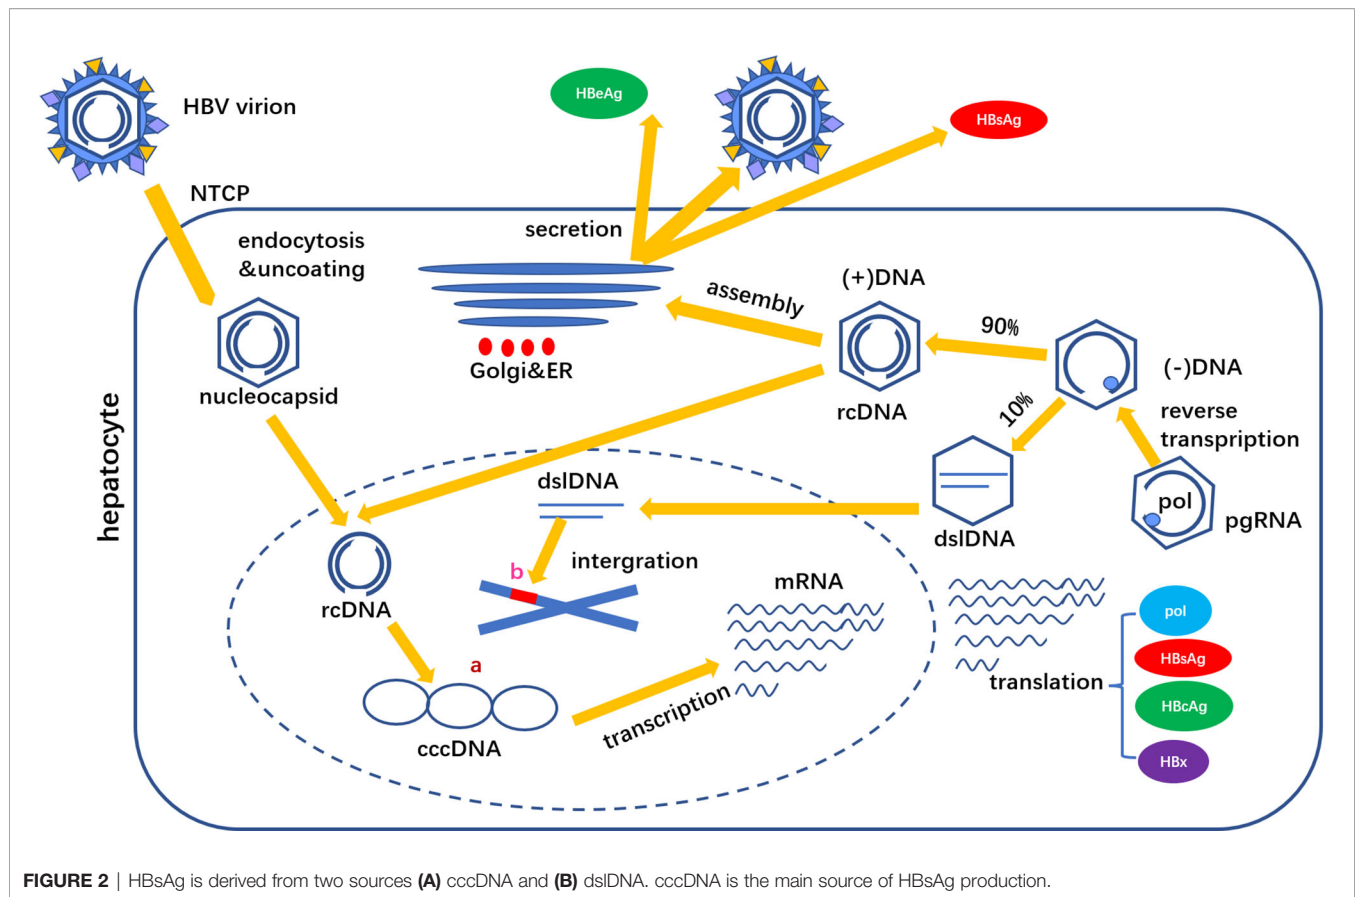 HBV virion
HBeAg
HBsAg
NTCP
secretion
endocytosis
&uncoating
assembly
(+)DNA
90%
(-)DNA
Golgi&ER
nucleocapsid
rcDNA
10%
reverse
transpription
hepatocyte
dslDNA
pol
pgRNA
dslDNA
b
intergration
mRNA
rcDNA
pol
HBsAg
a
translation
HBcAg
transcription
cccDNA
HBx
FIGURE 2 | HBsAg is derived from two sources (A) cccDNA and (B) dslDNA. cccDNA is the main source of HBsAg production.